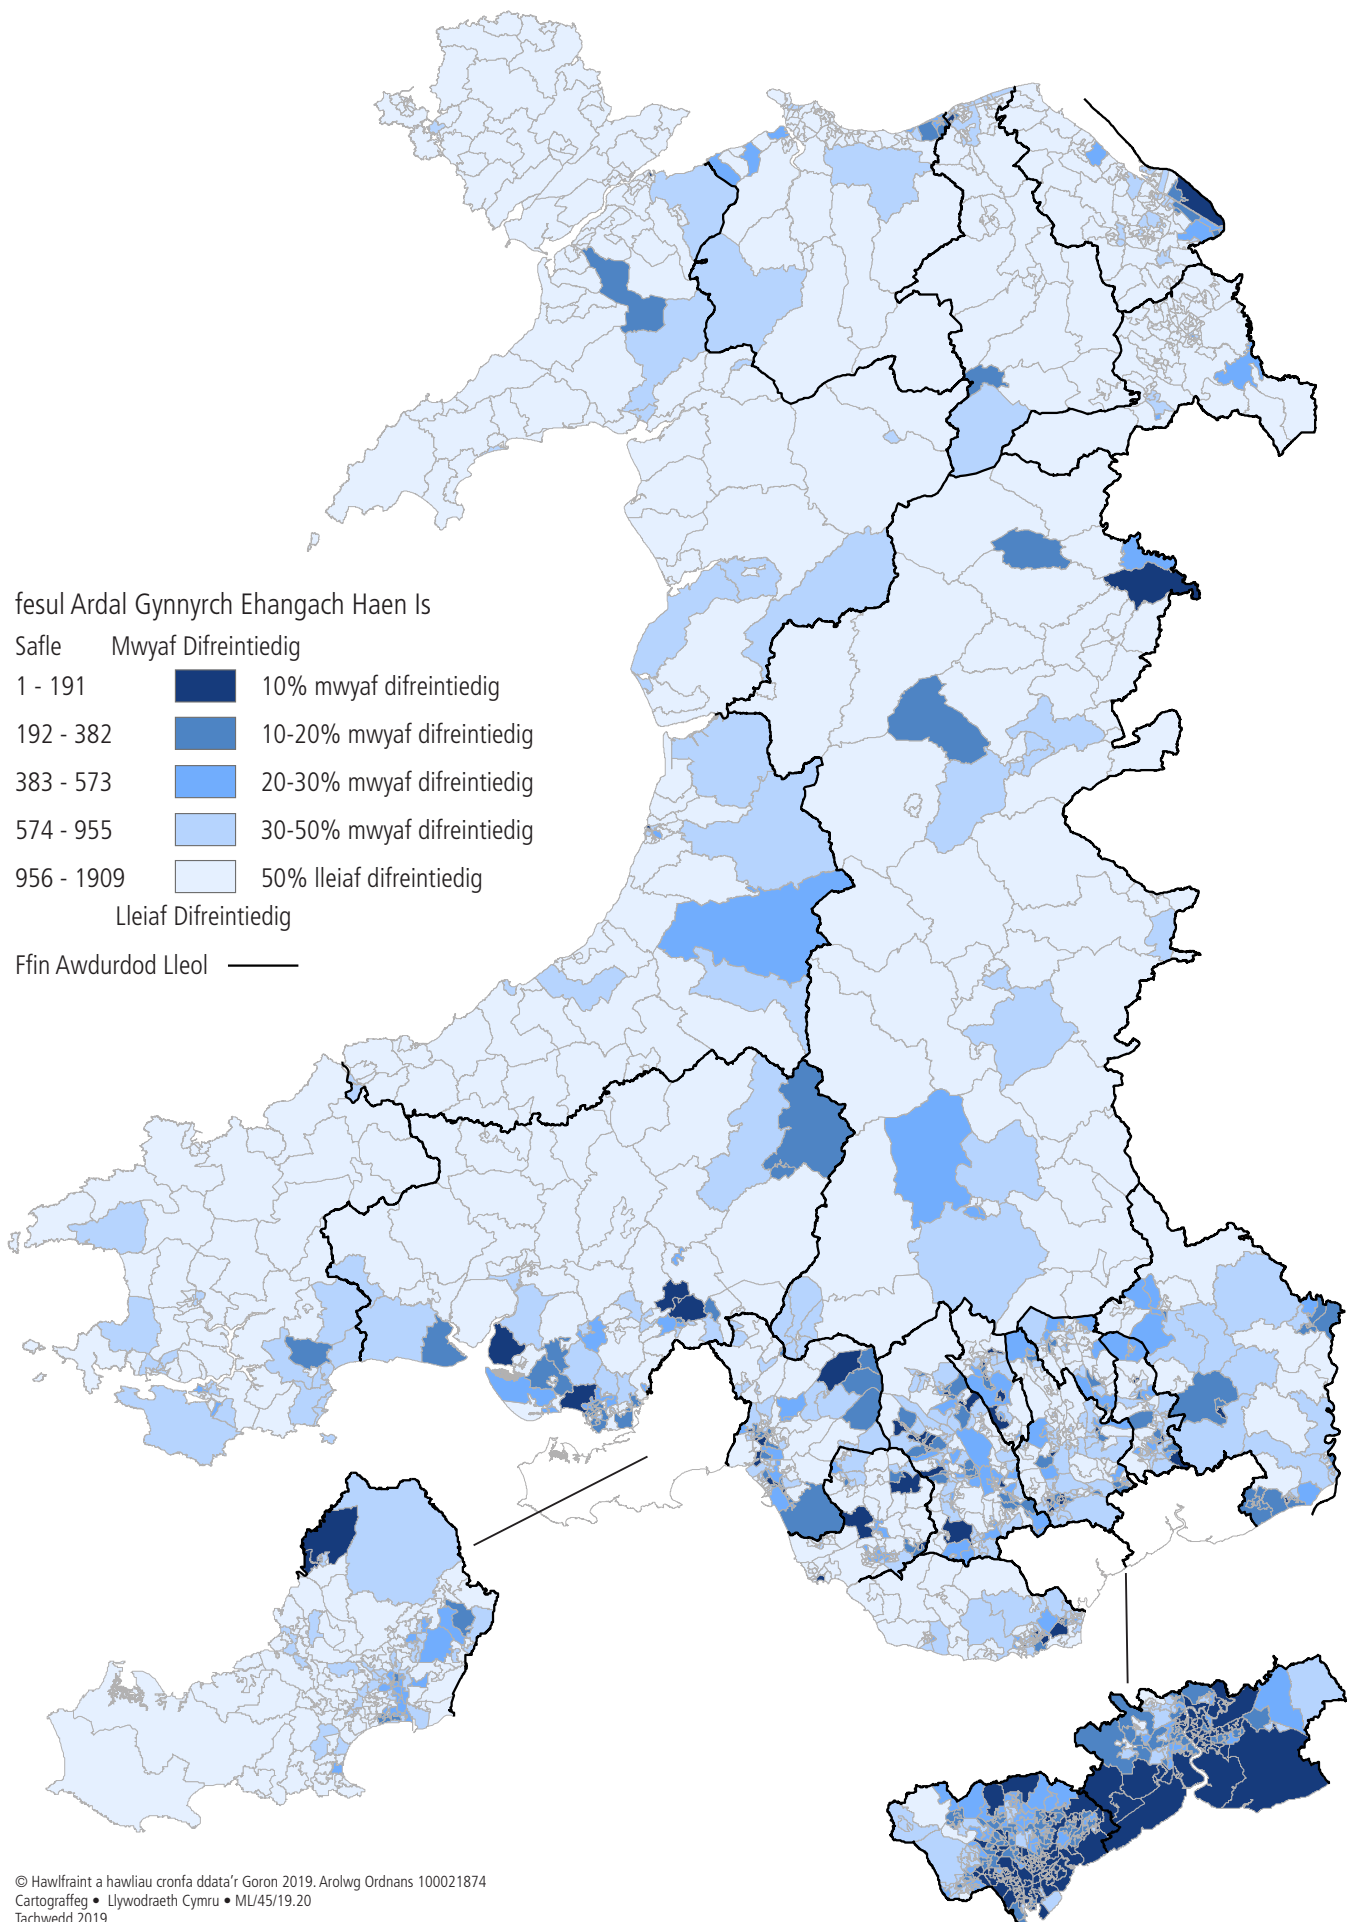 fesul Ardal Gynnyrch Ehangach Haen Is
Safle Mwyaf Difreintiedig
1 - 191 10% mwyaf difreintiedig
192 - 382 10-20% mwyaf difreintiedig
383 - 573 20-30% mwyaf difreintiedig
574 - 955 30-50% mwyaf difreintiedig
956 - 1909 50% lleiaf difreintiedig
Lleiaf Difreintiedig
Ffin Awdurdod Lleol
© Hawlfraint a hawliau cronfa ddata'r Goron 2019. Arolwg Ordnans 100021874
Cartograffeg • Llywodraeth Cymru • ML/45/19.20
Tachwedd 2019